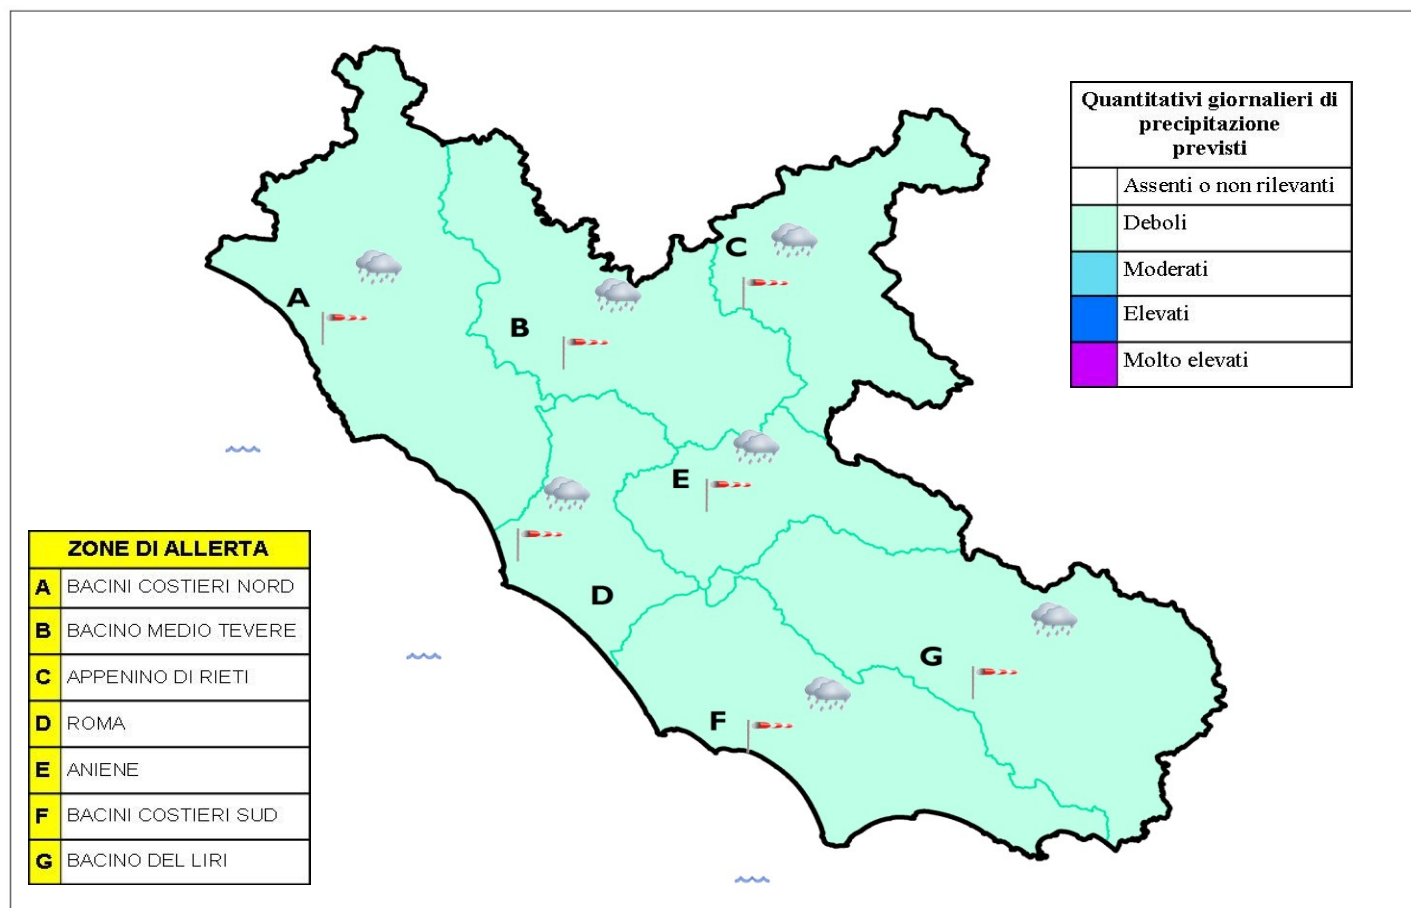 Quantitativi giornalieri di
precipitazione
previsti
Assenti o non rilevanti
Deboli
Moderati
Elevati
Molto elevati
C
A
B
E
D
G
F
ZONE DI ALLERTA
A BACINI COSTIERI NORD
B BACINO MEDIO TEVERE
C APPENINO DI RIETI
D ROMA
E ANIENE
F BACINI COSTIERI SUD
G BACINO DEL LIRI